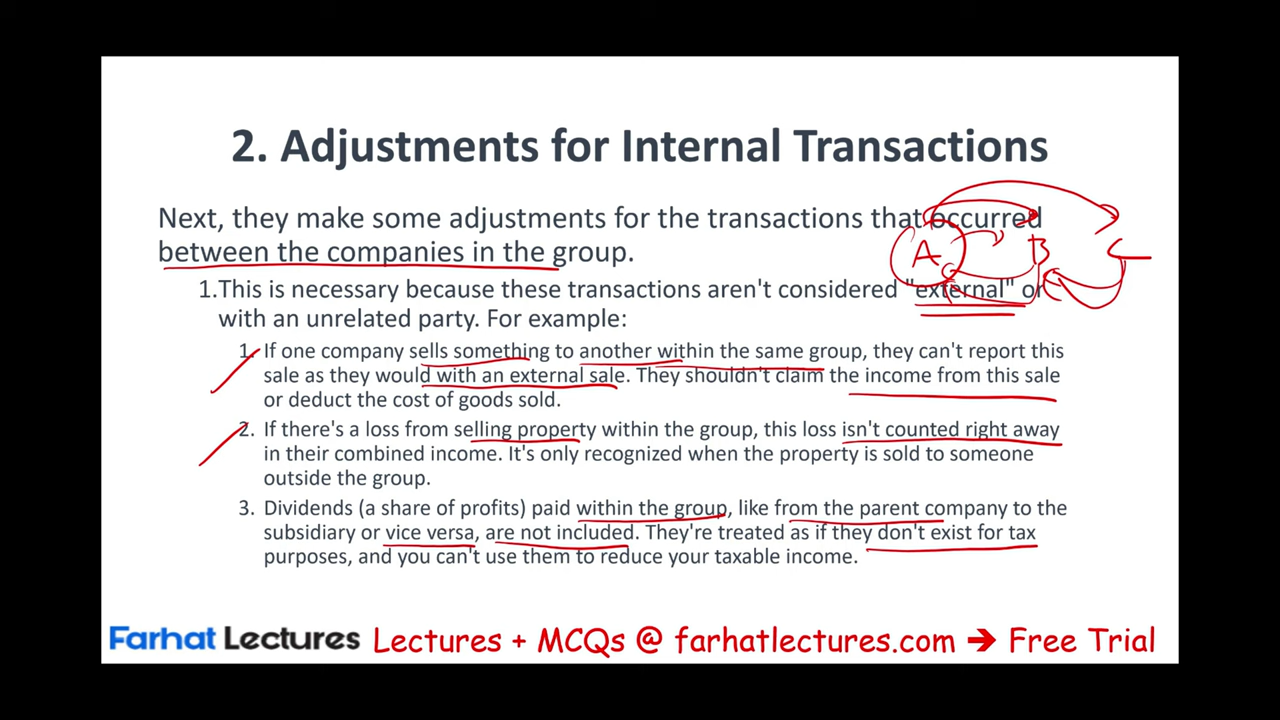 2. Adjustments for Internal Transactions
Next, they make some adjustments for the transactions that occurred
between the companies in the group.
A B C
1.This is necessary because these transactions aren't considered "external" or
with an unrelated party. For example:
1. If one company sells something to another within the same group, they can't report this
sale as they would with an external sale. They shouldn't claim the income from this sale
or deduct the cost of goods sold.
2. If there's a loss from selling property within the group, this loss isn't counted right away
in their combined income. It's only recognized when the property is sold to someone
outside the group.
3. Dividends (a share of profits) paid within the group, like from the parent company to the
subsidiary or vice versa, are not included. They're treated as if they don't exist for tax
purposes, and you can't use them to reduce your taxable income.
Farhat Lectures Lectures + MCQs @ farhatlectures.com → Free Trial